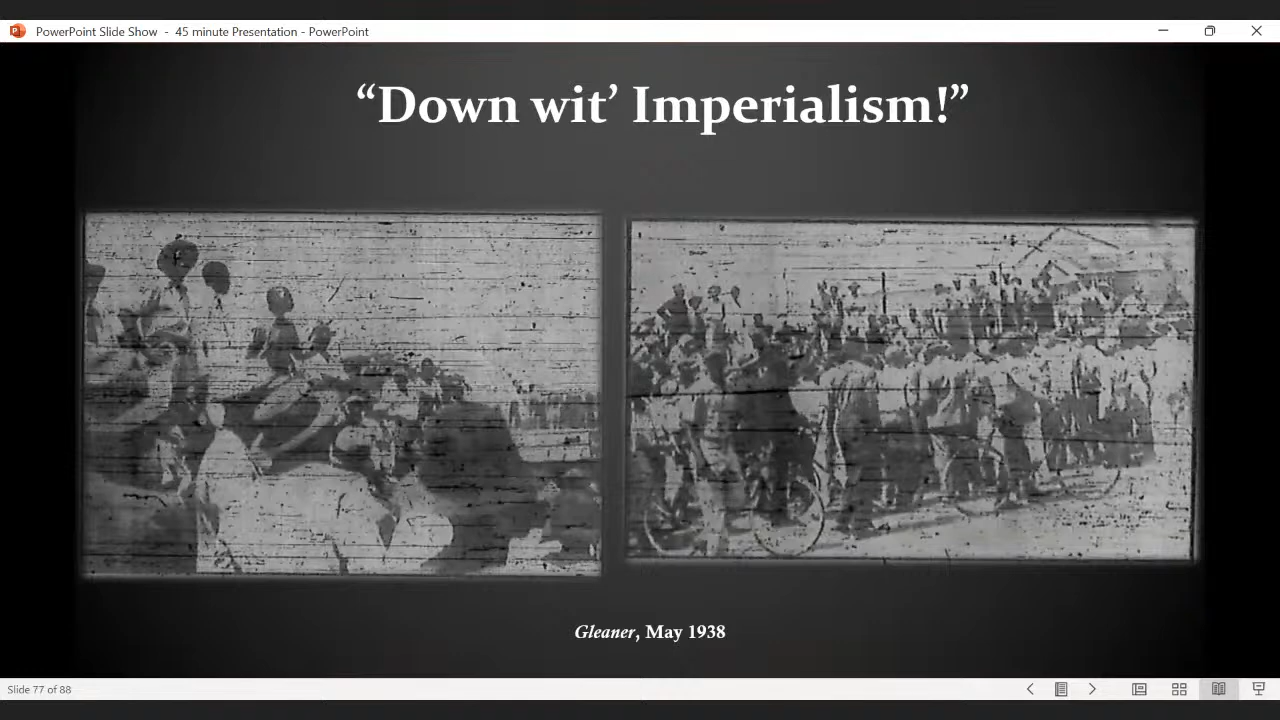 PowerPoint Slide Show - 45 minute Presentation - PowerPoint
“Down wit’ Imperialism!”
Gleaner, May 1938
Slide 77 of 88